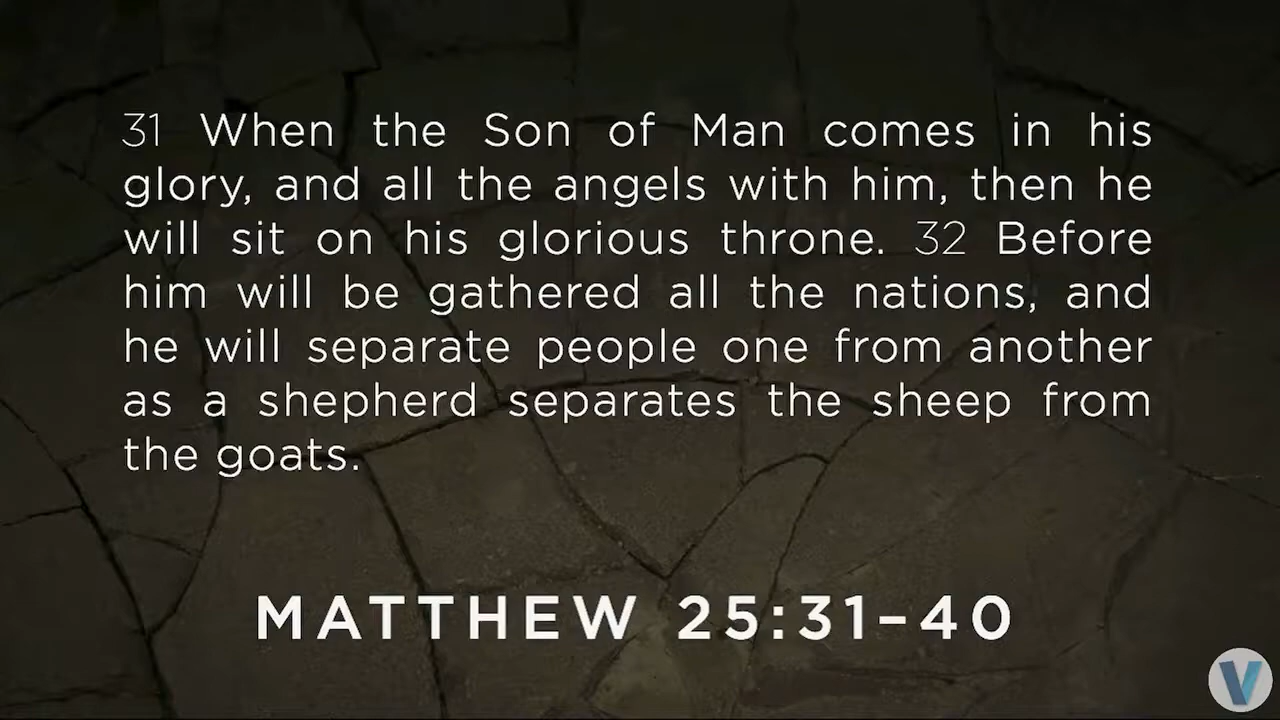 31 When the Son of Man comes in his
glory, and all the angels with him, then he
will sit on his glorious throne. 32 Before
him will be gathered all the nations, and
he will separate people one from another
as a shepherd separates the sheep from
the goats.
MATTHEW 25:31–40
V